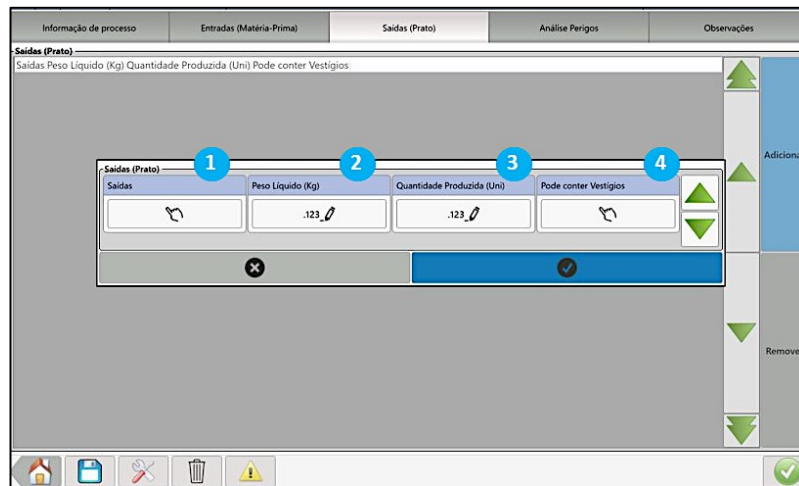 Informação de processo
Entradas (Matéria-Prima)
Saídas (Prato)
Análise Perigos
Observações
Saídas (Prato)
Saídas Peso Líquido (Kg) Quantidade Produzida (Uni) Pode conter Vestígios
Adiciona
1
2
3
4
Saídas (Prato)
Saídas
Peso Líquido (Kg)
Quantidade Produzida (Uni)
Pode conter Vestígios
.123_
.123_
Remove